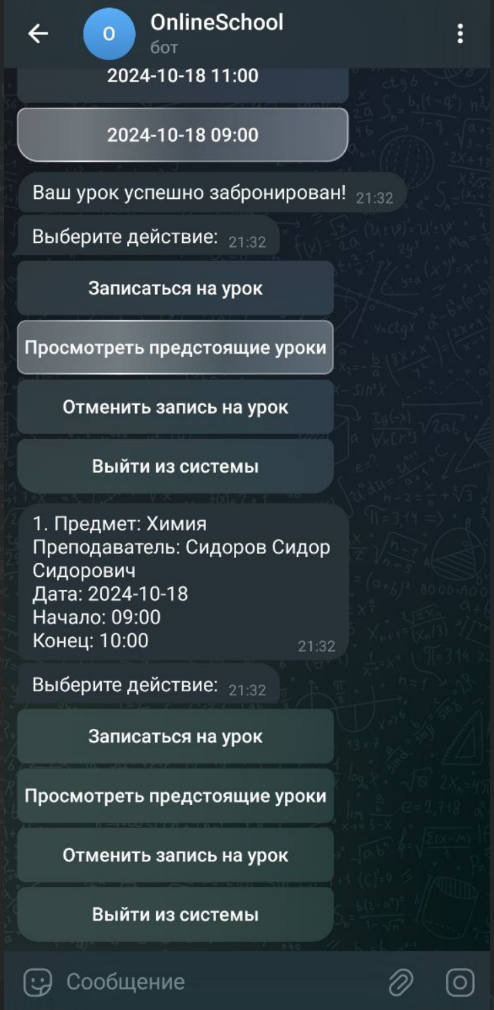 O
OnlineSchool
бот
2024-10-18 11:00
2024-10-18 09:00
Ваш урок успешно забронирован! 21:32
Выберите действие: 21:32
Записаться на урок
Просмотреть предстоящие уроки
Отменить запись на урок
Выйти из системы
1. Предмет: Химия
Преподаватель: Сидоров Сидор
Сидорович
Дата: 2024-10-18
Начало: 09:00
Конец: 10:00
21:32
Выберите действие: 21:32
Записаться на урок
Просмотреть предстоящие уроки
Отменить запись на урок
Выйти из системы
Сообщение